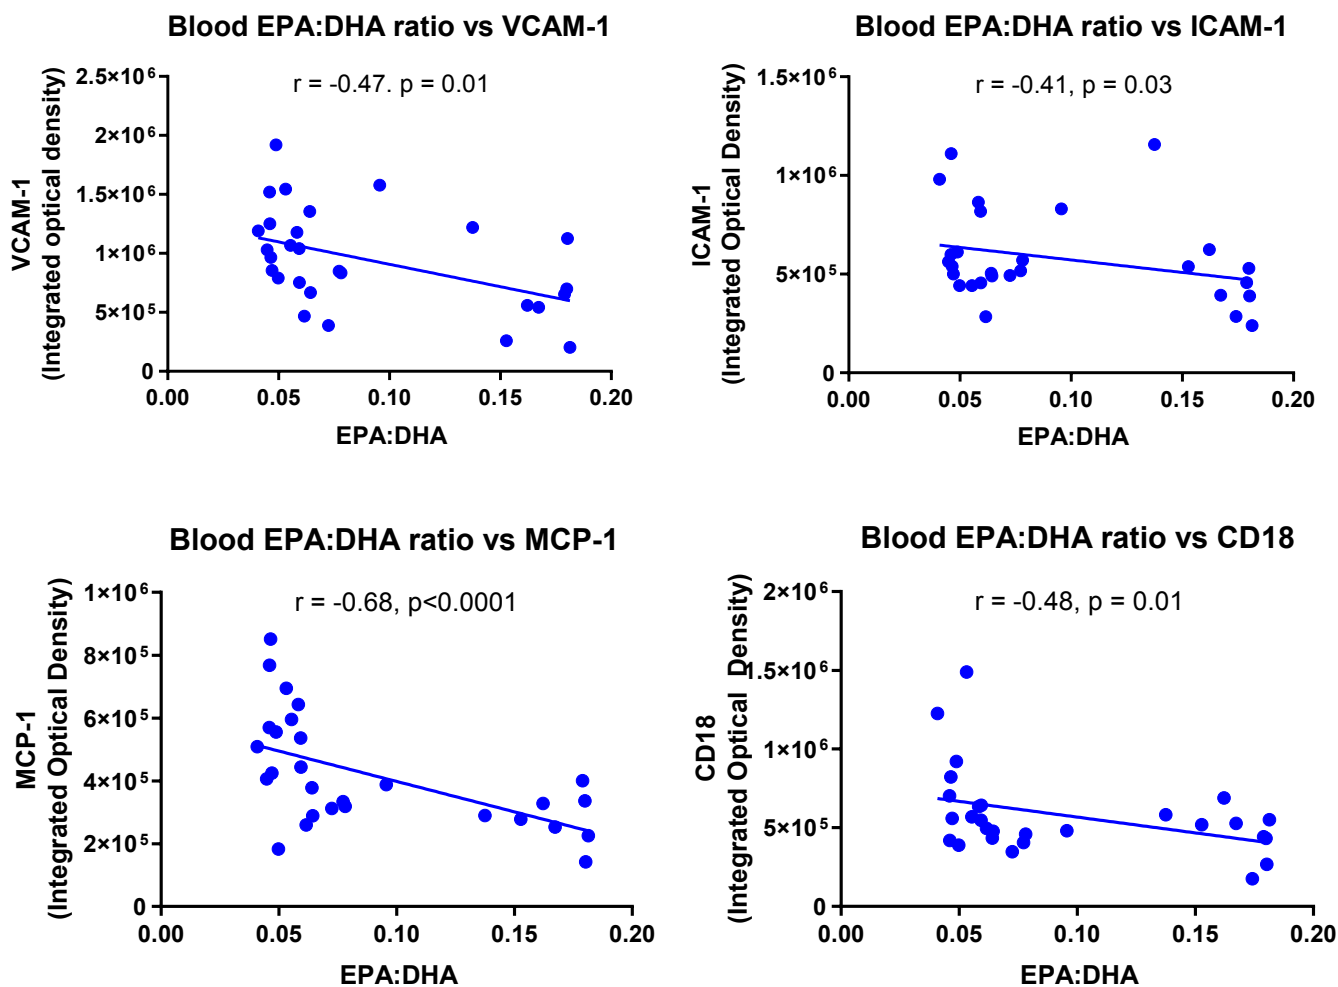 Blood EPA:DHA ratio vs VCAM-1
r = -0.47. p = 0.01
VCAM-1
(Integrated optical density)
2.5×10⁶
2×10⁶
1.5×10⁶
1×10⁶
5×10⁵
0
0.00 0.05 0.10 0.15 0.20
EPA:DHA
Blood EPA:DHA ratio vs ICAM-1
r = -0.41, p = 0.03
ICAM-1
(Integrated Optical Density)
1.5×10⁶
1×10⁶
5×10⁵
0
0.00 0.05 0.10 0.15 0.20
EPA:DHA
Blood EPA:DHA ratio vs MCP-1
r = -0.68, p<0.0001
MCP-1
(Integrated Optical Density)
1×10⁶
8×10⁵
6×10⁵
4×10⁵
2×10⁵
0
0.00 0.05 0.10 0.15 0.20
EPA:DHA
Blood EPA:DHA ratio vs CD18
r = -0.48, p = 0.01
CD18
(Integrated Optical Density)
2×10⁶
1.5×10⁶
1×10⁶
5×10⁵
0
0.00 0.05 0.10 0.15 0.20
EPA:DHA